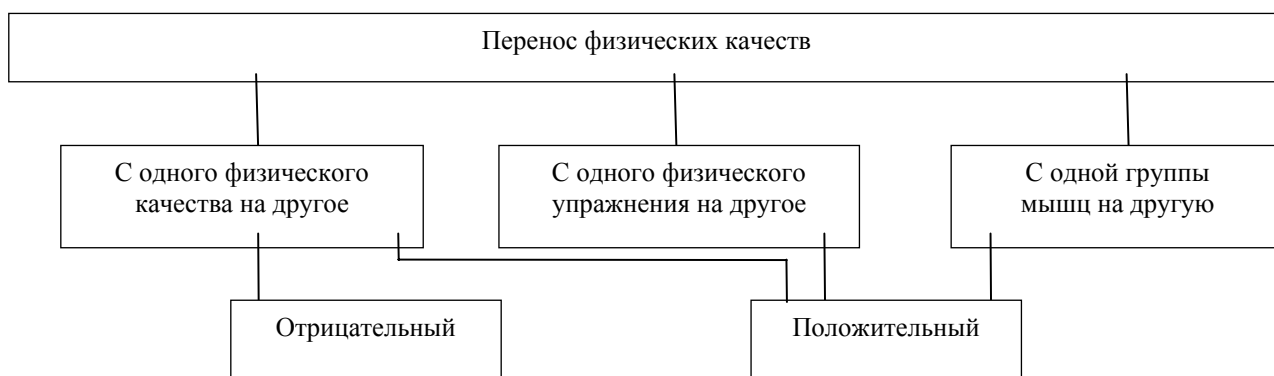 Перенос физических качеств
С одного физического
качества на другое
С одного физического
упражнения на другое
С одной группы
мышц на другую
Отрицательный
Положительный